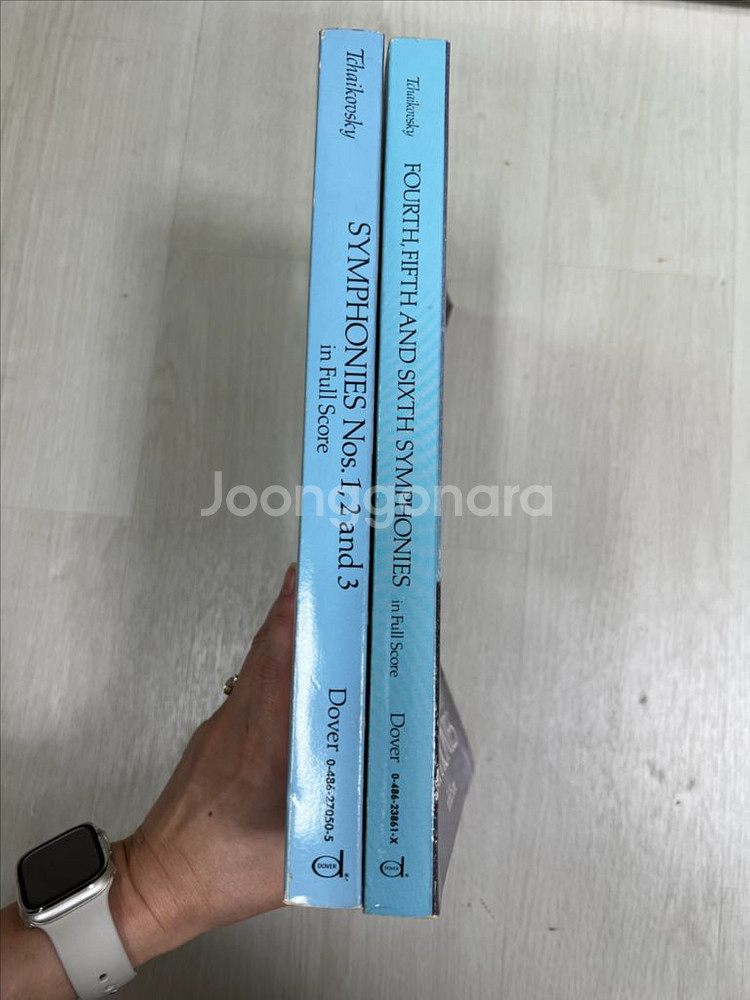 Tchaikovsky
SYMPHONIES Nos. 1, 2 and 3
in Full Score
Dover
0-486-27050-5
DOVER
Tchaikovsky
FOURTH, FIFTH AND SIXTH SYMPHONIES
in Full Score
Dover
0-486-23861-X
DOVER
Joonggonara